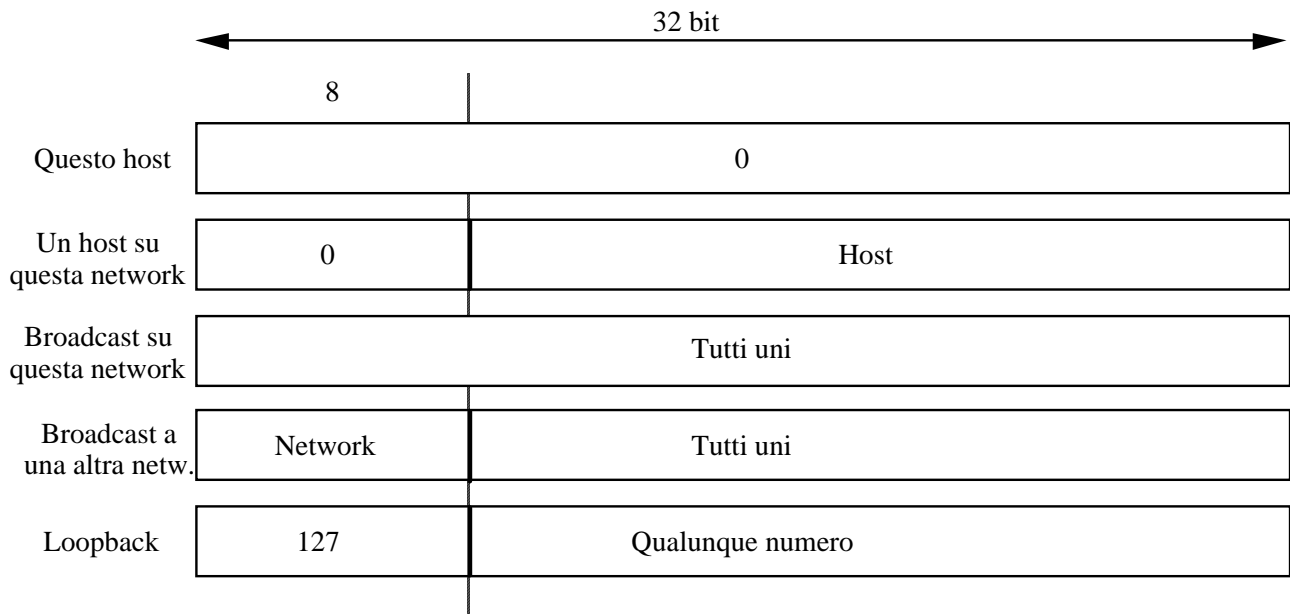 32 bit
8
Questo host
0
Un host su
questa network
0
Host
Broadcast su
questa network
Tutti uni
Broadcast a
una altra netw.
Network
Tutti uni
Loopback
127
Qualunque numero